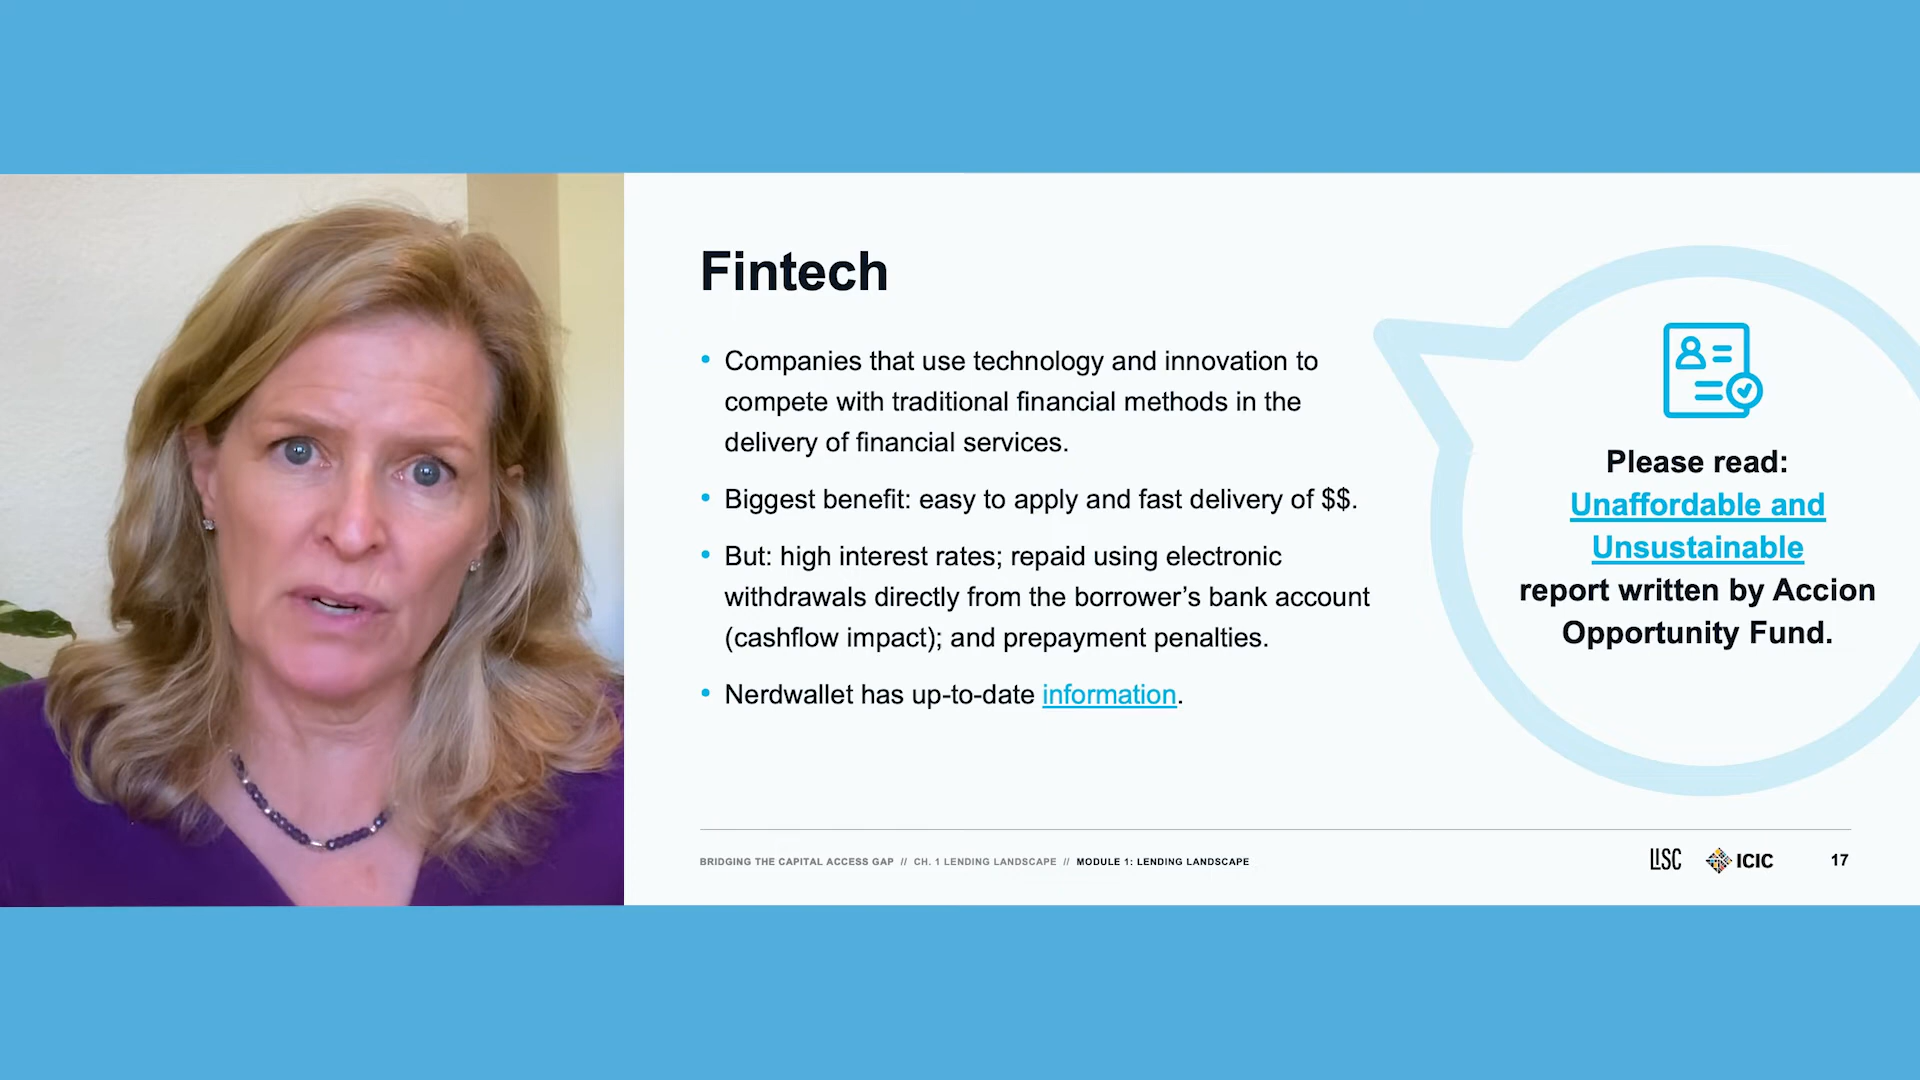 Fintech
• Companies that use technology and innovation to
compete with traditional financial methods in the
delivery of financial services.
• Biggest benefit: easy to apply and fast delivery of $$.
• But: high interest rates; repaid using electronic
withdrawals directly from the borrower’s bank account
(cashflow impact); and prepayment penalties.
• Nerdwallet has up-to-date information.
Please read:
Unaffordable and
Unsustainable
report written by Accion
Opportunity Fund.
BRIDGING THE CAPITAL ACCESS GAP // CH. 1 LENDING LANDSCAPE // MODULE 1: LENDING LANDSCAPE
LISC ICIC 17